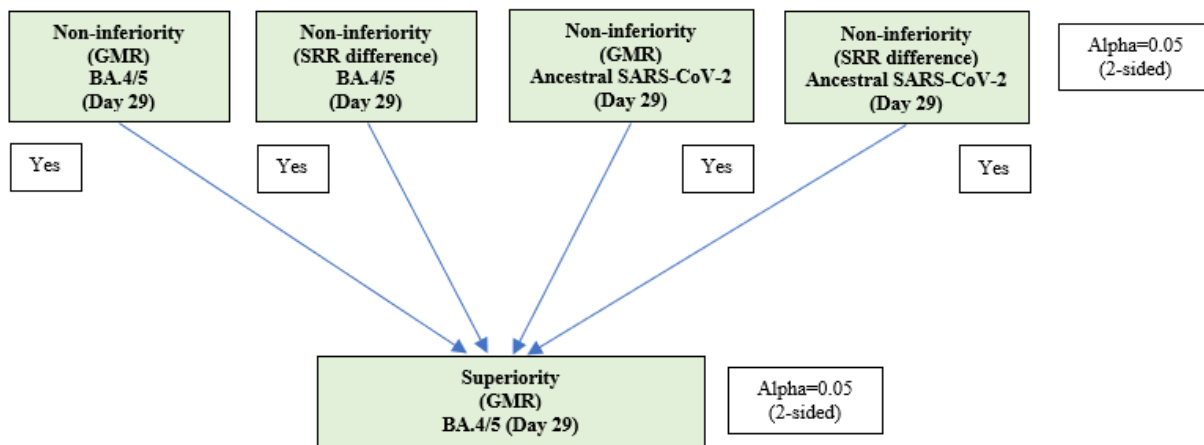 Non-inferiority
(GMR)
BA.4/5
(Day 29)
Non-inferiority
(SRR difference)
BA.4/5
(Day 29)
Non-inferiority
(GMR)
Ancestral SARS-CoV-2
(Day 29)
Non-inferiority
(SRR difference)
Ancestral SARS-CoV-2
(Day 29)
Alpha=0.05
(2-sided)
Yes
Yes
Yes
Yes
Superiority
(GMR)
BA.4/5 (Day 29)
Alpha=0.05
(2-sided)